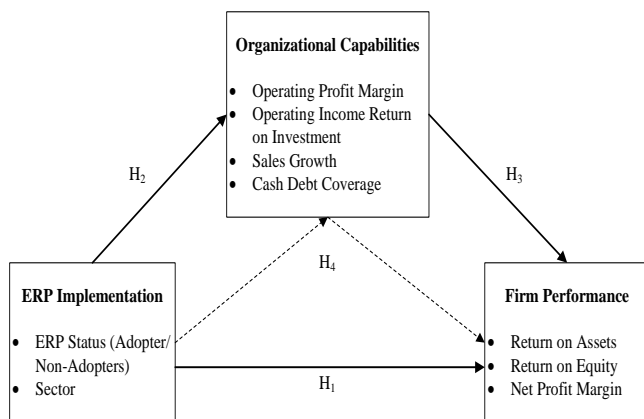 Organizational Capabilities
• Operating Profit Margin
• Operating Income Return
on Investment
• Sales Growth
• Cash Debt Coverage
H2
H3
H4
ERP Implementation
• ERP Status (Adopter/
Non-Adopters)
• Sector
Firm Performance
• Return on Assets
• Return on Equity
• Net Profit Margin
H1